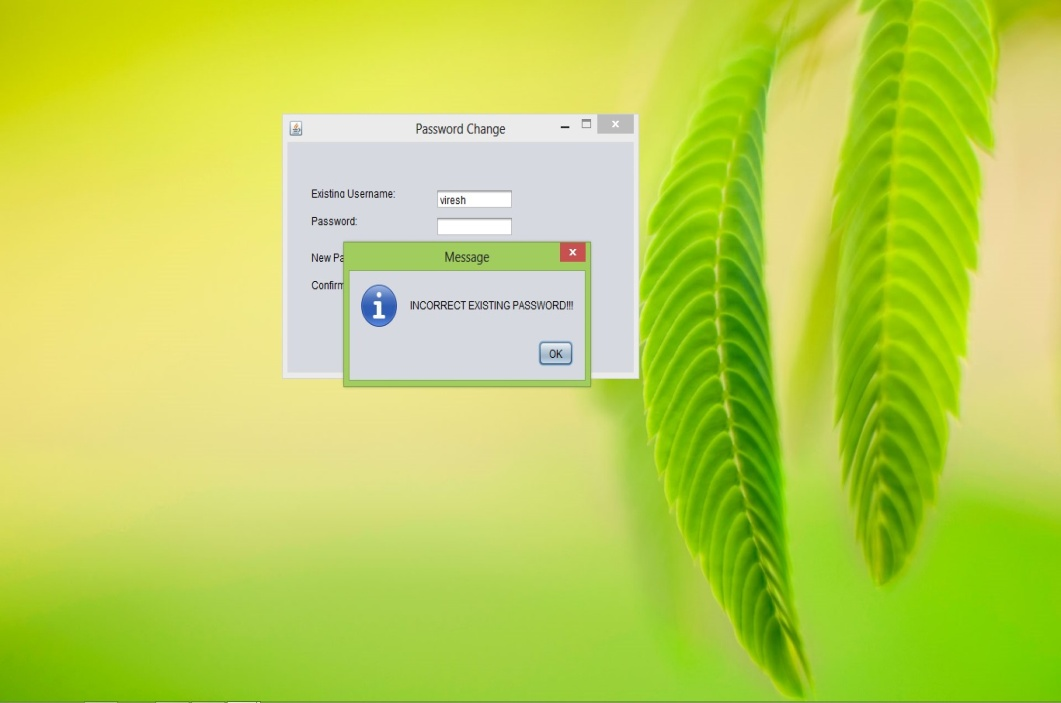 Password Change
Existing Username:
viresh
Password:
New Pa
Message
Confirm
INCORRECT EXISTING PASSWORD!!!
OK